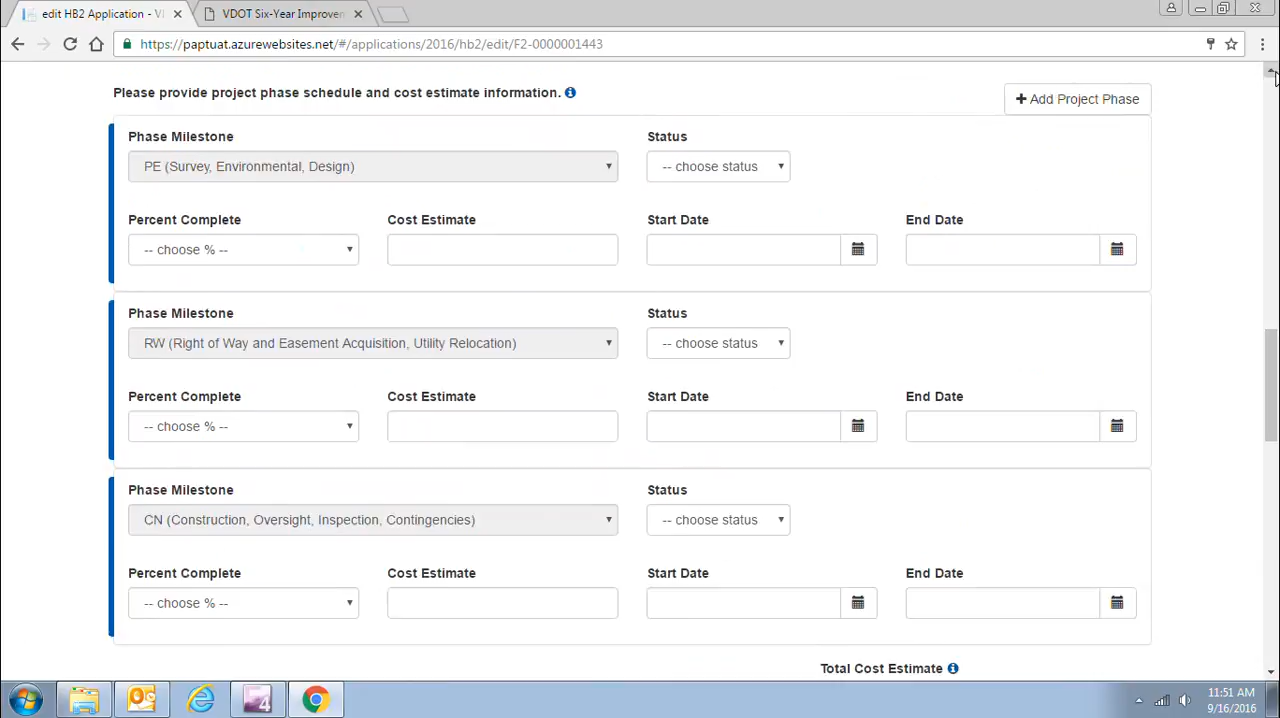 edit HB2 Application - VI
VDOT Six-Year Improven
https://paptuat.azurewebsites.net/#/applications/2016/hb2/edit/F2-0000001443
Please provide project phase schedule and cost estimate information.
+ Add Project Phase
Phase Milestone
Status
PE (Survey, Environmental, Design)
-- choose status
Percent Complete
Cost Estimate
Start Date
End Date
-- choose % --
Phase Milestone
Status
RW (Right of Way and Easement Acquisition, Utility Relocation)
-- choose status
Percent Complete
Cost Estimate
Start Date
End Date
-- choose % --
Phase Milestone
Status
CN (Construction, Oversight, Inspection, Contingencies)
-- choose status
Percent Complete
Cost Estimate
Start Date
End Date
-- choose % --
Total Cost Estimate
11:51 AM
9/16/2016